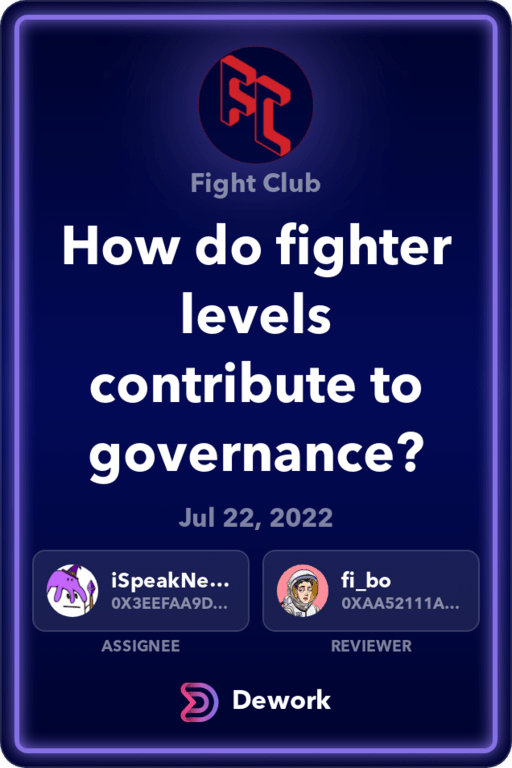 Fight Club
How do fighter
levels
contribute to
governance?
Jul 22, 2022
iSpeakNe...
0X3EEFAA9D...
ASSIGNEE
fi_bo
0XAA52111A...
REVIEWER
Dework